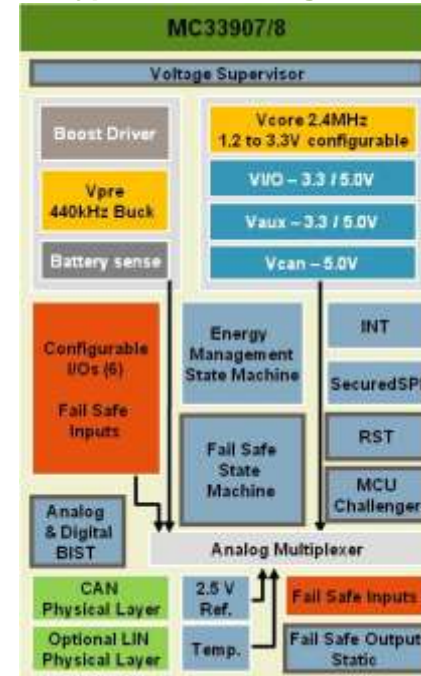 MC33907/8
Voltage Supervisor
Boost Driver
Vpre
440kHz Buck
Battery sense
Vcore 2.4MHz
1.2 to 3.3V configurable
VI/O – 3.3 / 5.0V
Vaux – 3.3 / 5.0V
Vcan – 5.0V
Configurable
I/Os (6)
Fail Safe
Inputs
Energy
Management
State Machine
INT
SecuredSPI
Fail Safe
State
Machine
RST
MCU
Challenger
Analog
& Digital
BIST
Analog Multiplexer
CAN
Physical Layer
2.5 V
Ref.
Fail Safe Inputs
Optional LIN
Physical Layer
Temp.
Fail Safe Output
Static